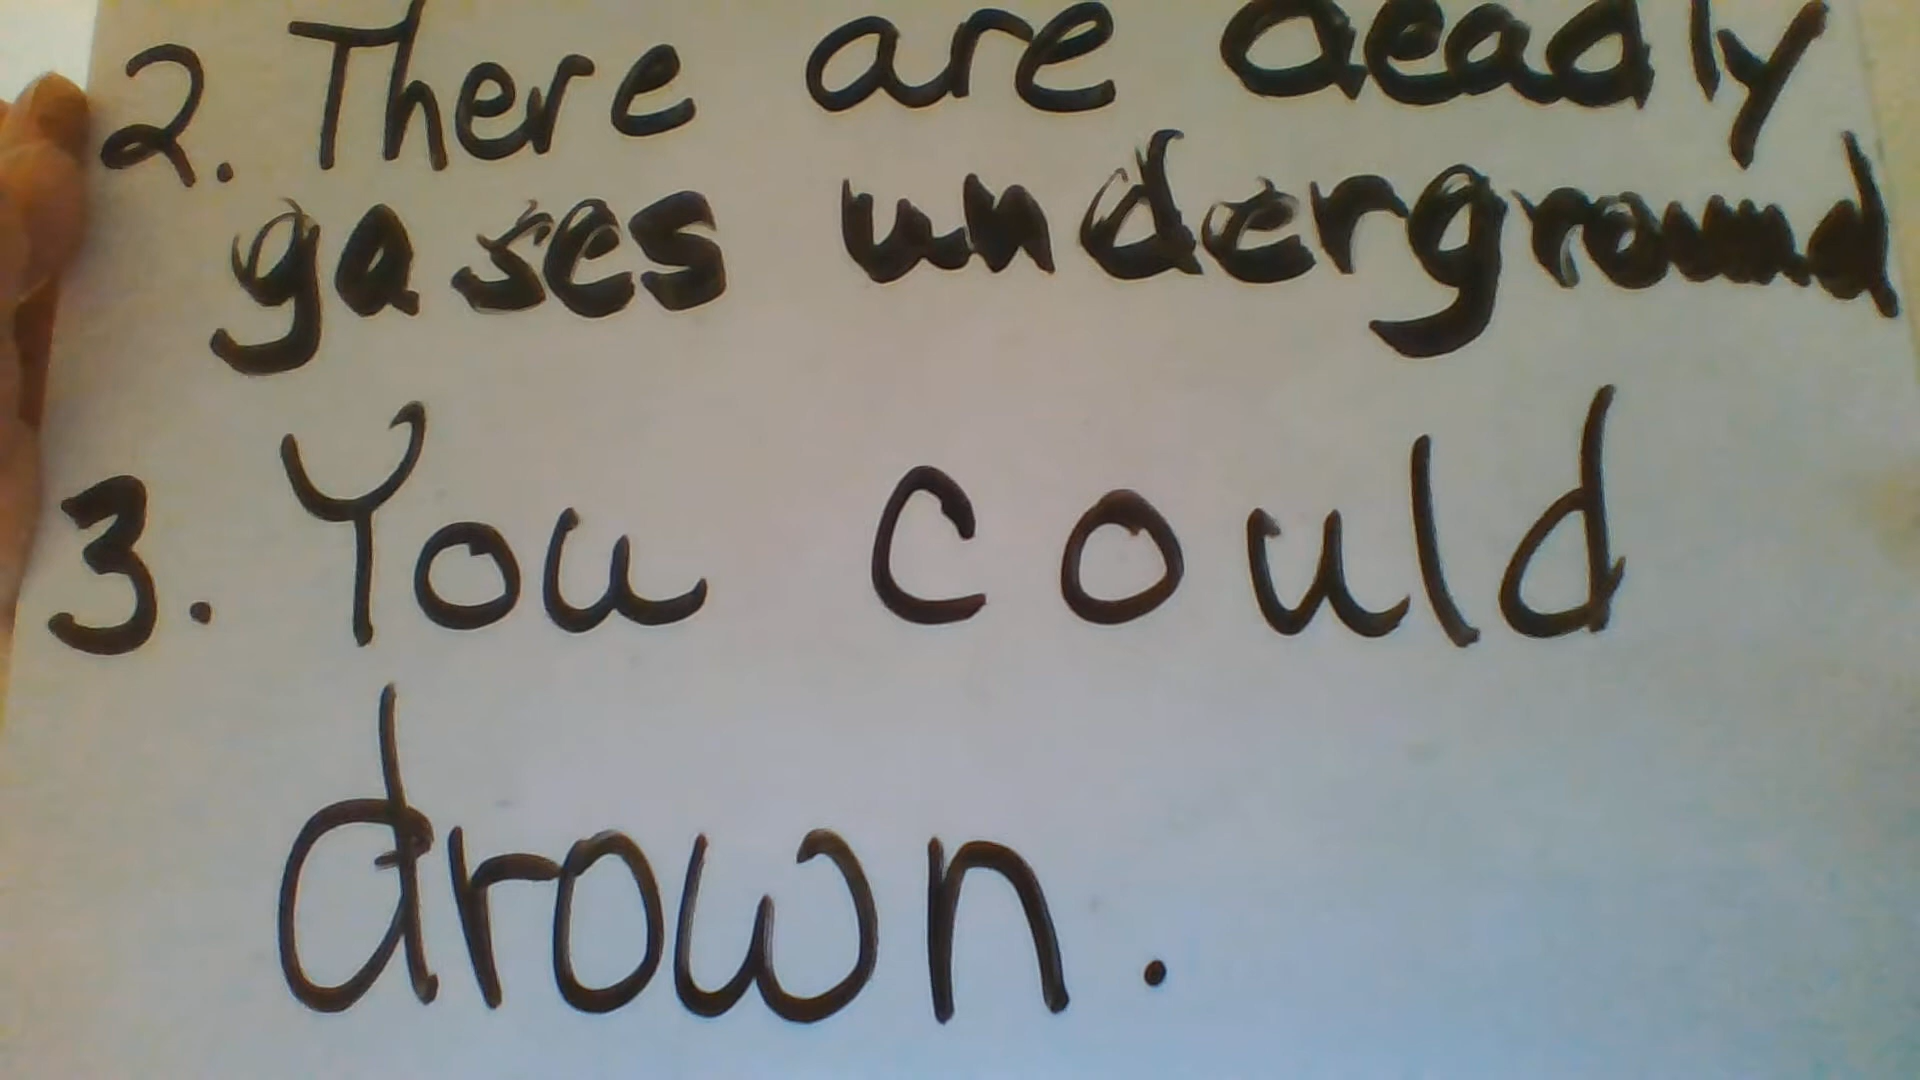 2. There are deadly
gases underground
3. You could
drown.